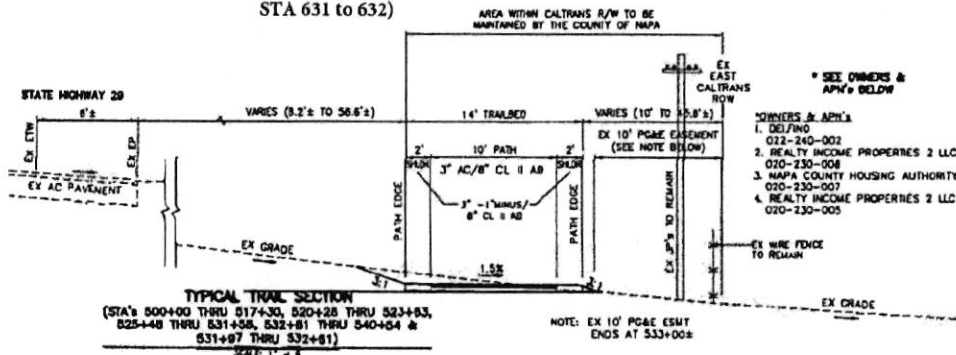 STA 631 to 632)
AREA WITHIN CALTRANS R/W TO BE
MAINTAINED BY THE COUNTY OF NAPA
EX
EAST
CALTRANS
ROW
* SEE OWNERS &
APN's BELOW
STATE HIGHWAY 29
8'±
VARIES (8.2'± TO 56.6'±)
14' TRAILBED
VARIES (10' TO
EX 10' PG&E EASEMENT
(SEE NOTE BELOW)
*OWNERS & APN's
1. DELFINO
022-240-002
2. REALTY INCOME PROPERTIES 2 LLC
020-230-008
3. NAPA COUNTY HOUSING AUTHORITY
020-230-007
4. REALTY INCOME PROPERTIES 2 LLC
020-230-005
EX ETW
EX EP
2'
SHLDR
10' PATH
3" AC/8" CL II AB
2'
SHLDR
EX AC PAVEMENT
PATH EDGE
3" -1"MINUS/
8" CL II AB
PATH EDGE
EX JP's TO REMAIN
EX WIRE FENCE
TO REMAIN
EX GRADE
1.5%
EX GRADE
TYPICAL TRAIL SECTION
(STA's 500+00 THRU 517+30, 520+28 THRU 523+63,
525+48 THRU 531+58, 532+81 THRU 540+54 &
531+97 THRU 532+61)
NOTE: EX 10' PG&E ESMT
ENDS AT 533+00±